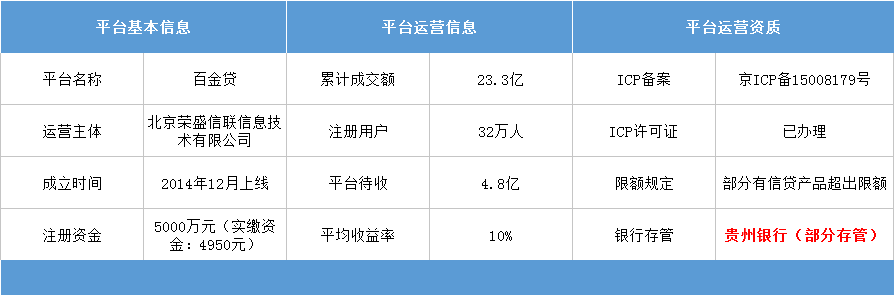 平台基本信息 平台运营信息 平台运营资质
平台名称 百金贷 累计成交额 23.3亿 ICP备案 京ICP备15008179号
运营主体 北京荣盛信联信息技
术有限公司 注册用户 32万人 ICP许可证 已办理
成立时间 2014年12月上线 平台待收 4.8亿 限额规定 部分有信贷产品超出限额
注册资金 5000万元（实缴资
金：4950元） 平均收益率 10% 银行存管 贵州银行（部分存管）